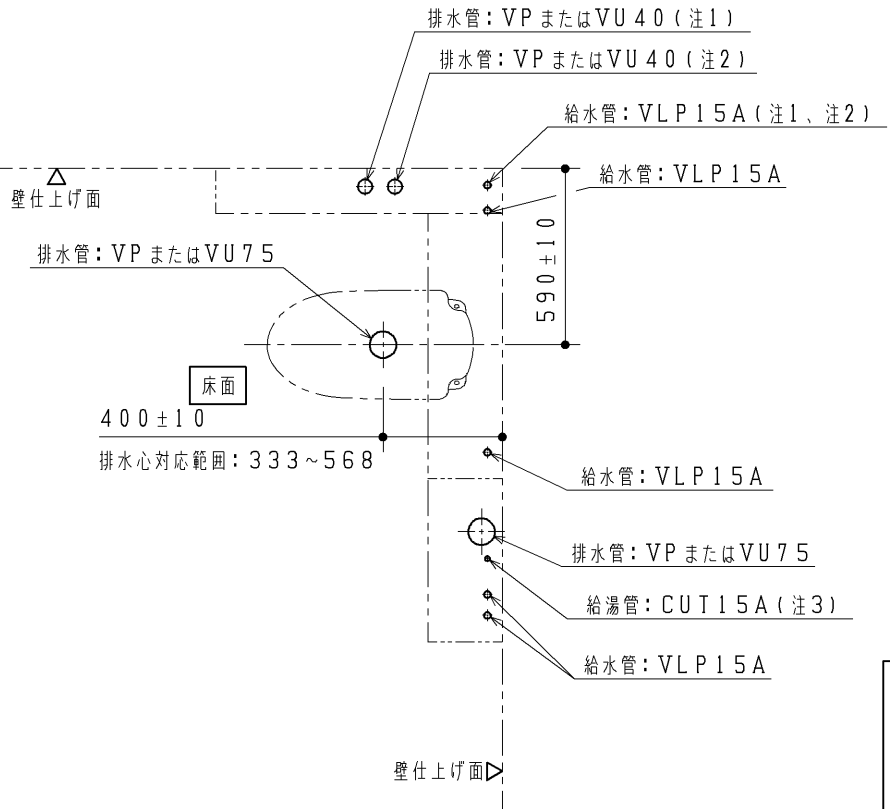 排水管：VPまたはVU40（注1）
排水管：VPまたはVU40（注2）
給水管：VLP15A（注1、注2）
給水管：VLP15A
壁仕上げ面
排水管：VPまたはVU75
590±10
床面
400±10
排水心対応範囲：333~568
給水管：VLP15A
排水管：VPまたはVU75
給湯管：CUT15A（注3）
給水管：VLP15A
壁仕上げ面